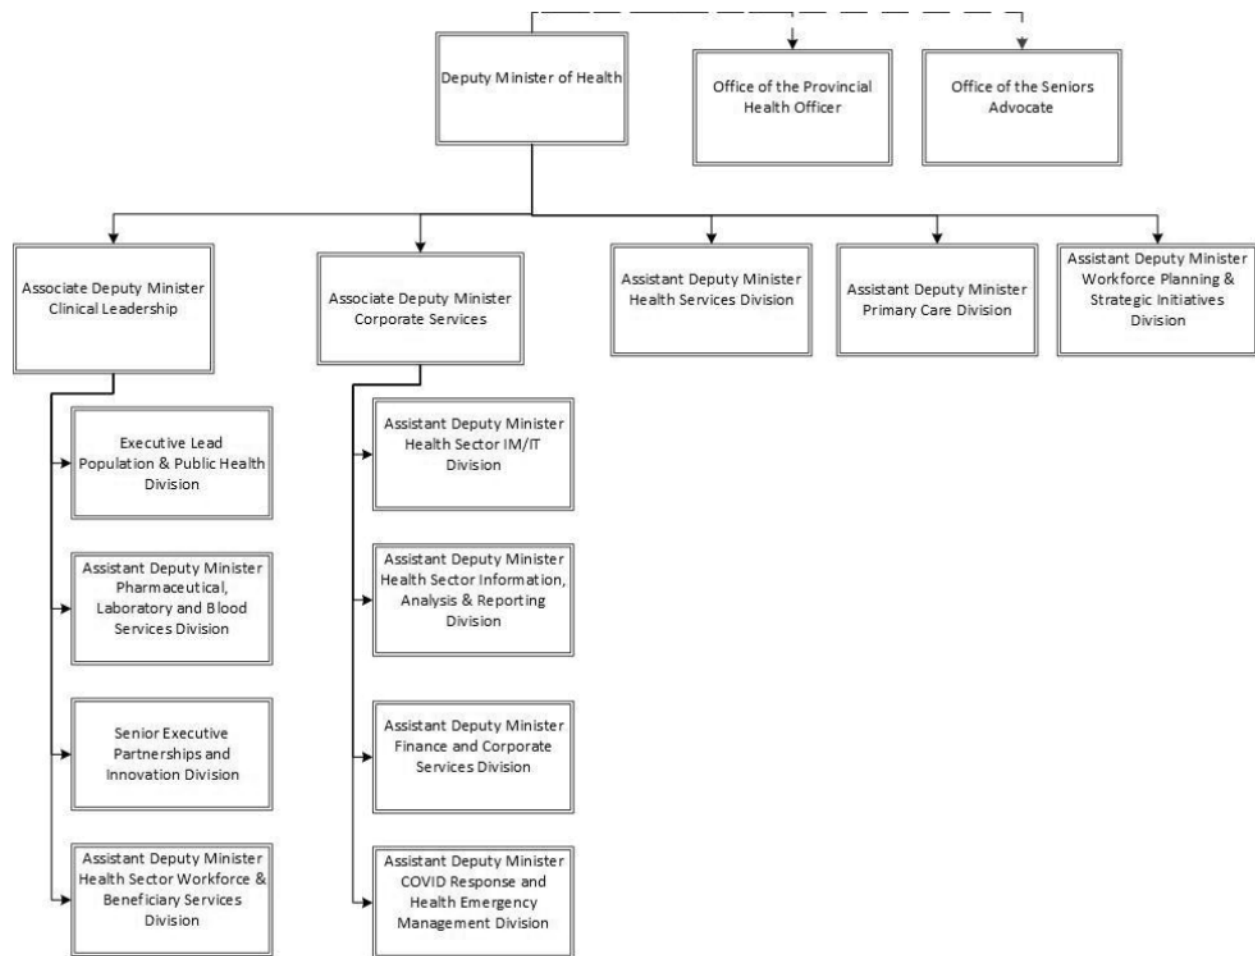 Deputy Minister of Health
Office of the Provincial
Health Officer
Office of the Seniors
Advocate
Associate Deputy Minister
Clinical Leadership
Associate Deputy Minister
Corporate Services
Assistant Deputy Minister
Health Services Division
Assistant Deputy Minister
Primary Care Division
Assistant Deputy Minister
Workforce Planning &
Strategic Initiatives
Division
Executive Lead
Population & Public Health
Division
Assistant Deputy Minister
Pharmaceutical,
Laboratory and Blood
Services Division
Senior Executive
Partnerships and
Innovation Division
Assistant Deputy Minister
Health Sector Workforce &
Beneficiary Services
Division
Assistant Deputy Minister
Health Sector IM/IT
Division
Assistant Deputy Minister
Health Sector Information,
Analysis & Reporting
Division
Assistant Deputy Minister
Finance and Corporate
Services Division
Assistant Deputy Minister
COVID Response and
Health Emergency
Management Division